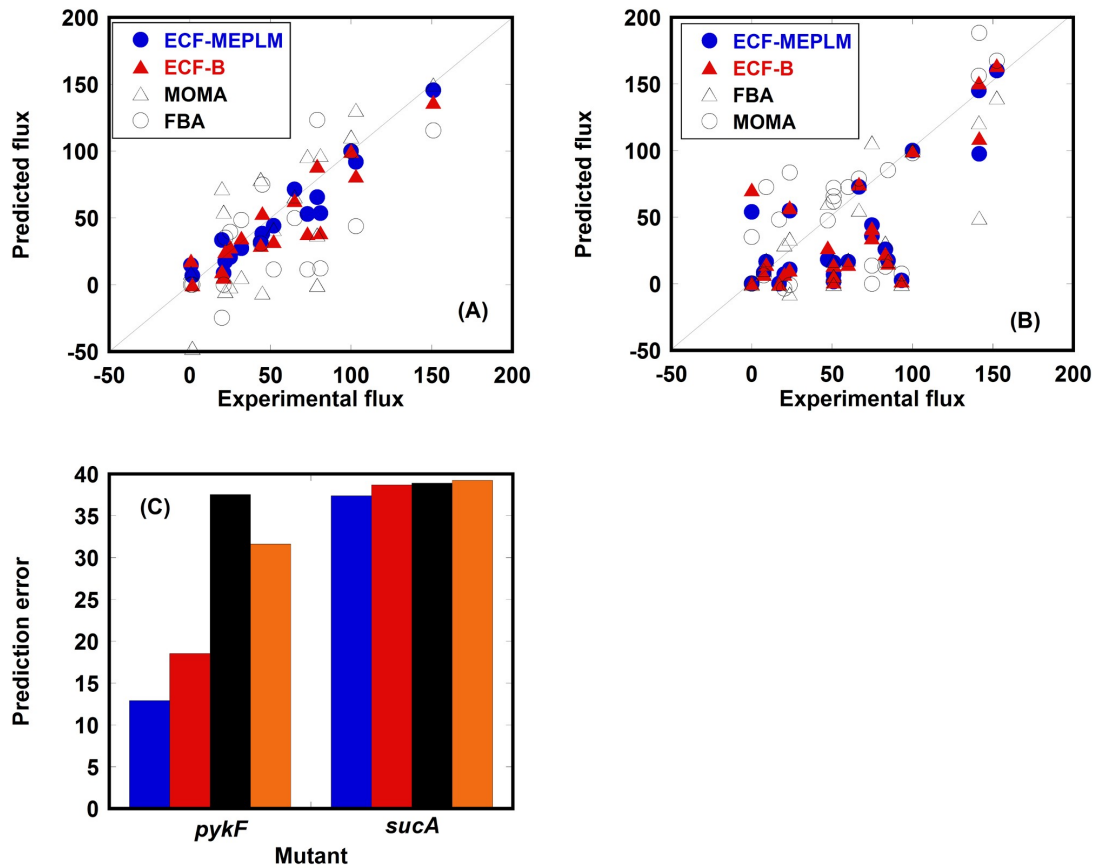 200
150
100
50
0
-50
Predicted flux
ECF-MEPLM
ECF-B
MOMA
FBA
(A)
-50 0 50 100 150 200
Experimental flux
200
150
100
50
0
-50
Predicted flux
ECF-MEPLM
ECF-B
FBA
MOMA
(B)
-50 0 50 100 150 200
Experimental flux
40
35
30
25
20
15
10
5
0
Prediction error
(C)
pykF sucA
Mutant